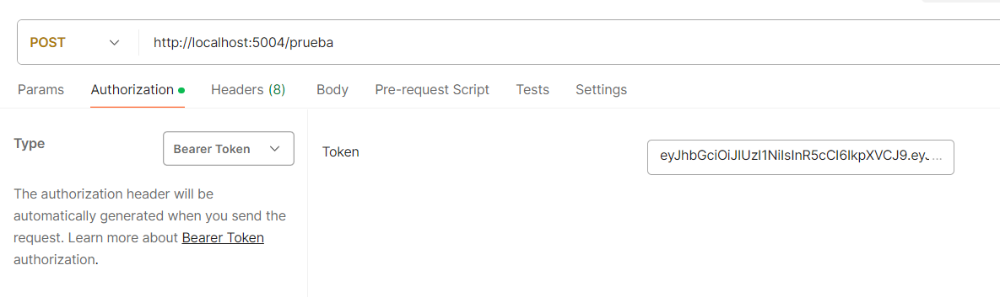 POST
http://localhost:5004/prueba
Params Authorization Headers (8) Body Pre-request Script Tests Settings
Type
Bearer Token
Token
eyJhbGciOiJIUzI1NiIsInR5cCI6IkpXVCJ9.eyJ ...
The authorization header will be
automatically generated when you send the
request. Learn more about Bearer Token
authorization.